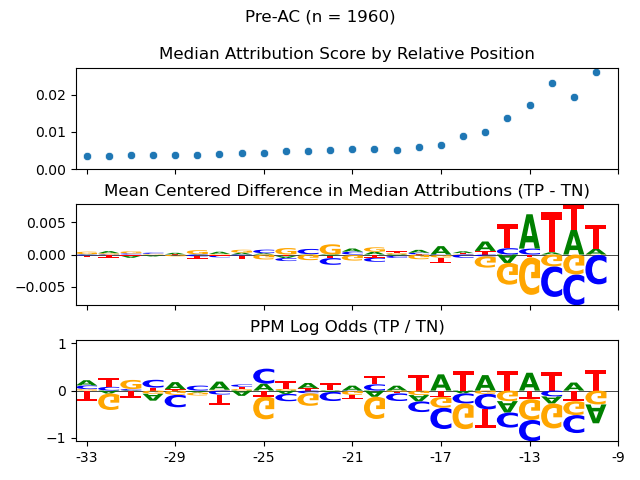 Pre-AC (n = 1960)
Median Attribution Score by Relative Position
0.02
0.01
0.00
Mean Centered Difference in Median Attributions (TP - TN)
0.005
0.000
−0.005
PPM Log Odds (TP / TN)
1
0
−1
-33 -29 -25 -21 -17 -13 -9